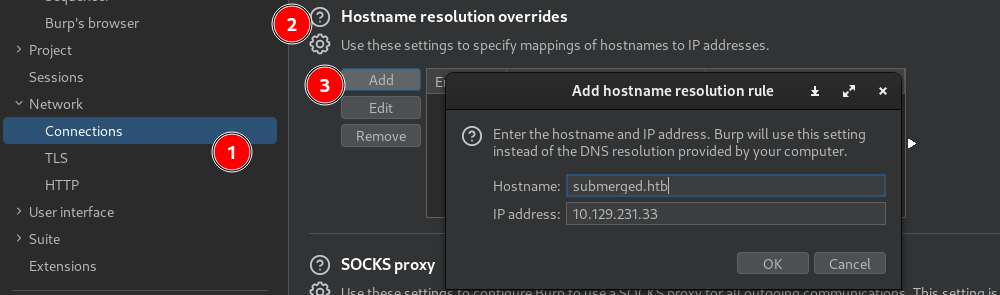 Sequencer
Burp's browser
Project
Sessions
Network
Connections
TLS
HTTP
User interface
Suite
Extensions
1
2
3
Hostname resolution overrides
Use these settings to specify mappings of hostnames to IP addresses.
Add
Edit
Remove
Add hostname resolution rule
Enter the hostname and IP address. Burp will use this setting
instead of the DNS resolution provided by your computer.
Hostname: submerged.htb
IP address: 10.129.231.33
OK Cancel
SOCKS proxy
Use these settings to configure Burp to use a SOCKS proxy for all outgoing communications. This setting is